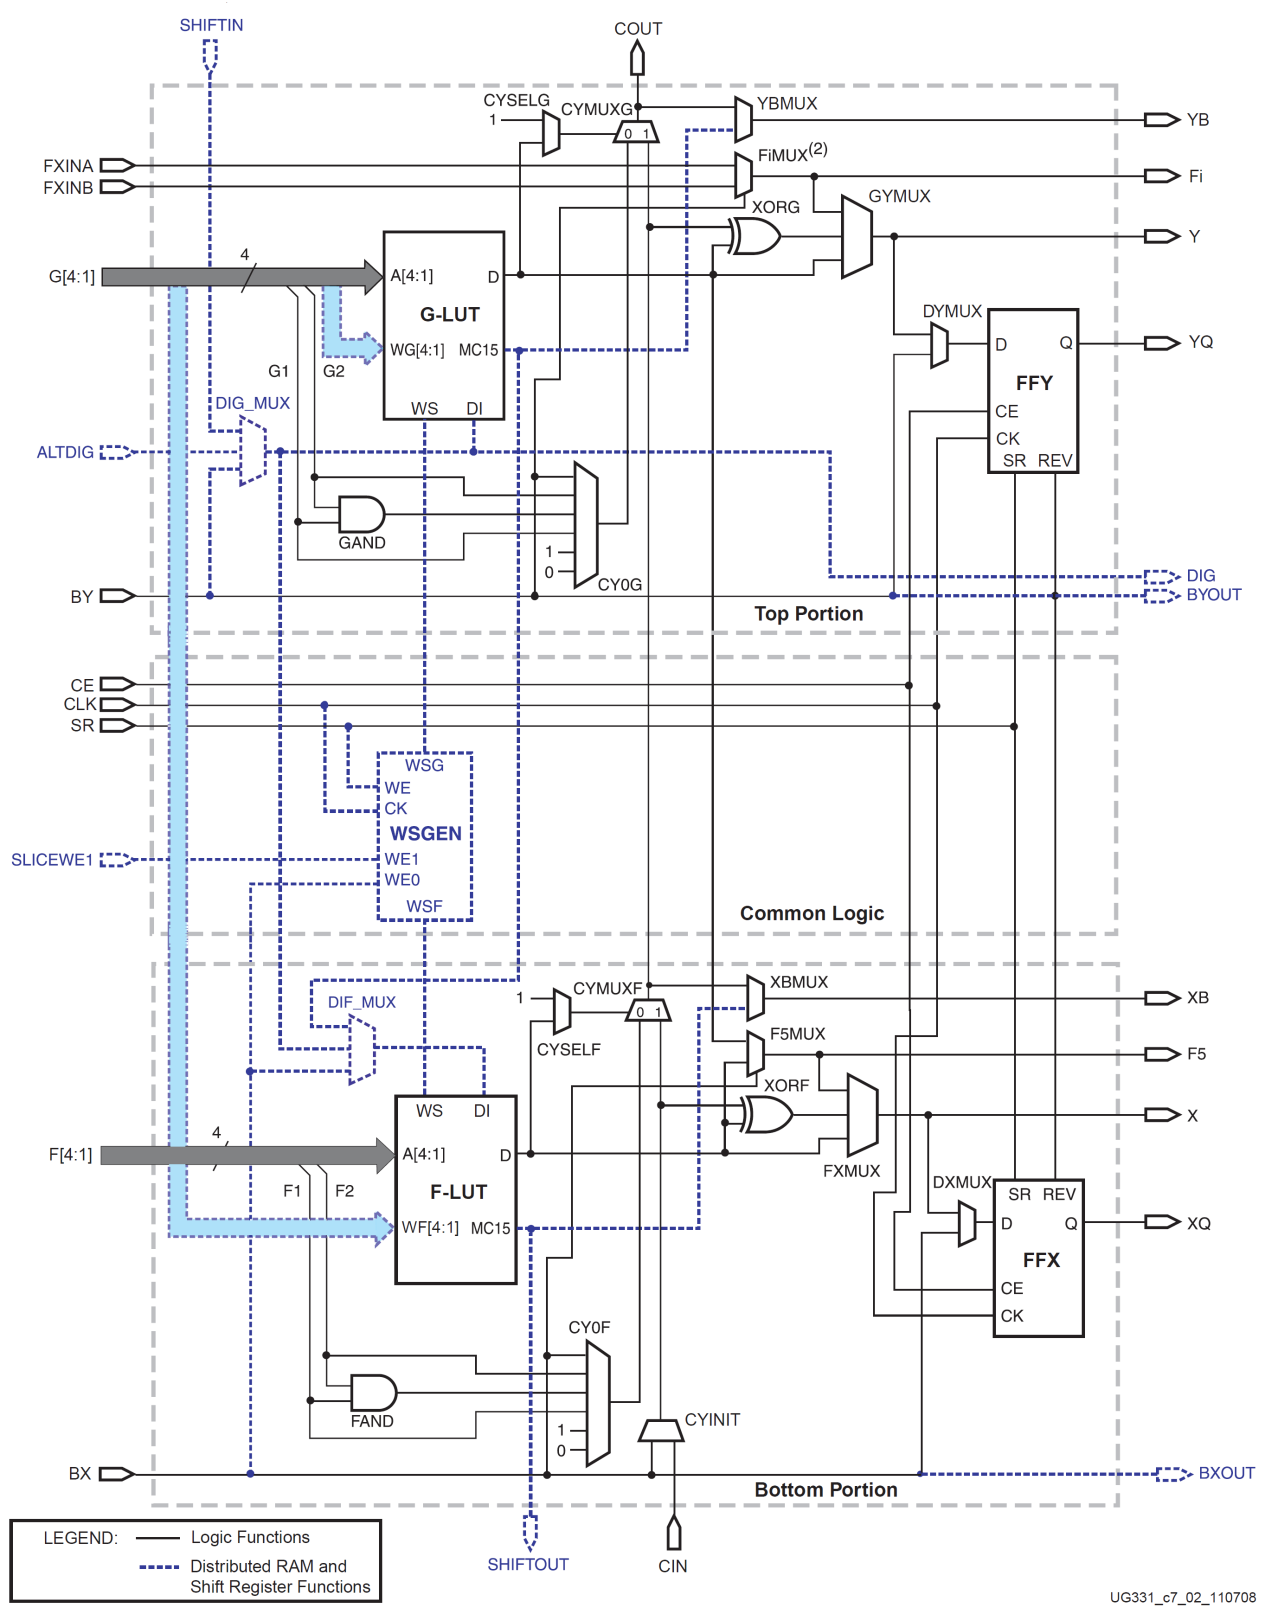 SHIFTIN
COUT
CYSELG
CYMUXG
YBMUX
1
0 1
YB
FXINA
FXINB
FiMUX(2)
Fi
GYMUX
XORG
Y
4
G[4:1]
A[4:1]
D
G-LUT
WG[4:1]
MC15
WS
DI
G1
G2
DYMUX
D
Q
YQ
FFY
CE
CK
SR REV
DIG_MUX
ALTDIG
GAND
1
0
CY0G
BY
DIG
BYOUT
Top Portion
CE
CLK
SR
WSG
WE
CK
WSGEN
SLICEWE1
WE1
WE0
WSF
Common Logic
DIF_MUX
1
CYMUXF
0 1
CYSELF
XBMUX
XB
F5MUX
F5
XORF
X
FXMUX
WS
DI
4
F[4:1]
A[4:1]
D
F-LUT
WF[4:1]
MC15
F1
F2
DXMUX
SR REV
D
Q
XQ
FFX
CE
CK
CY0F
FAND
1
0
CYINIT
BX
BXOUT
Bottom Portion
SHIFTOUT
CIN
LEGEND:
Logic Functions
Distributed RAM and
Shift Register Functions
UG331_c7_02_110708